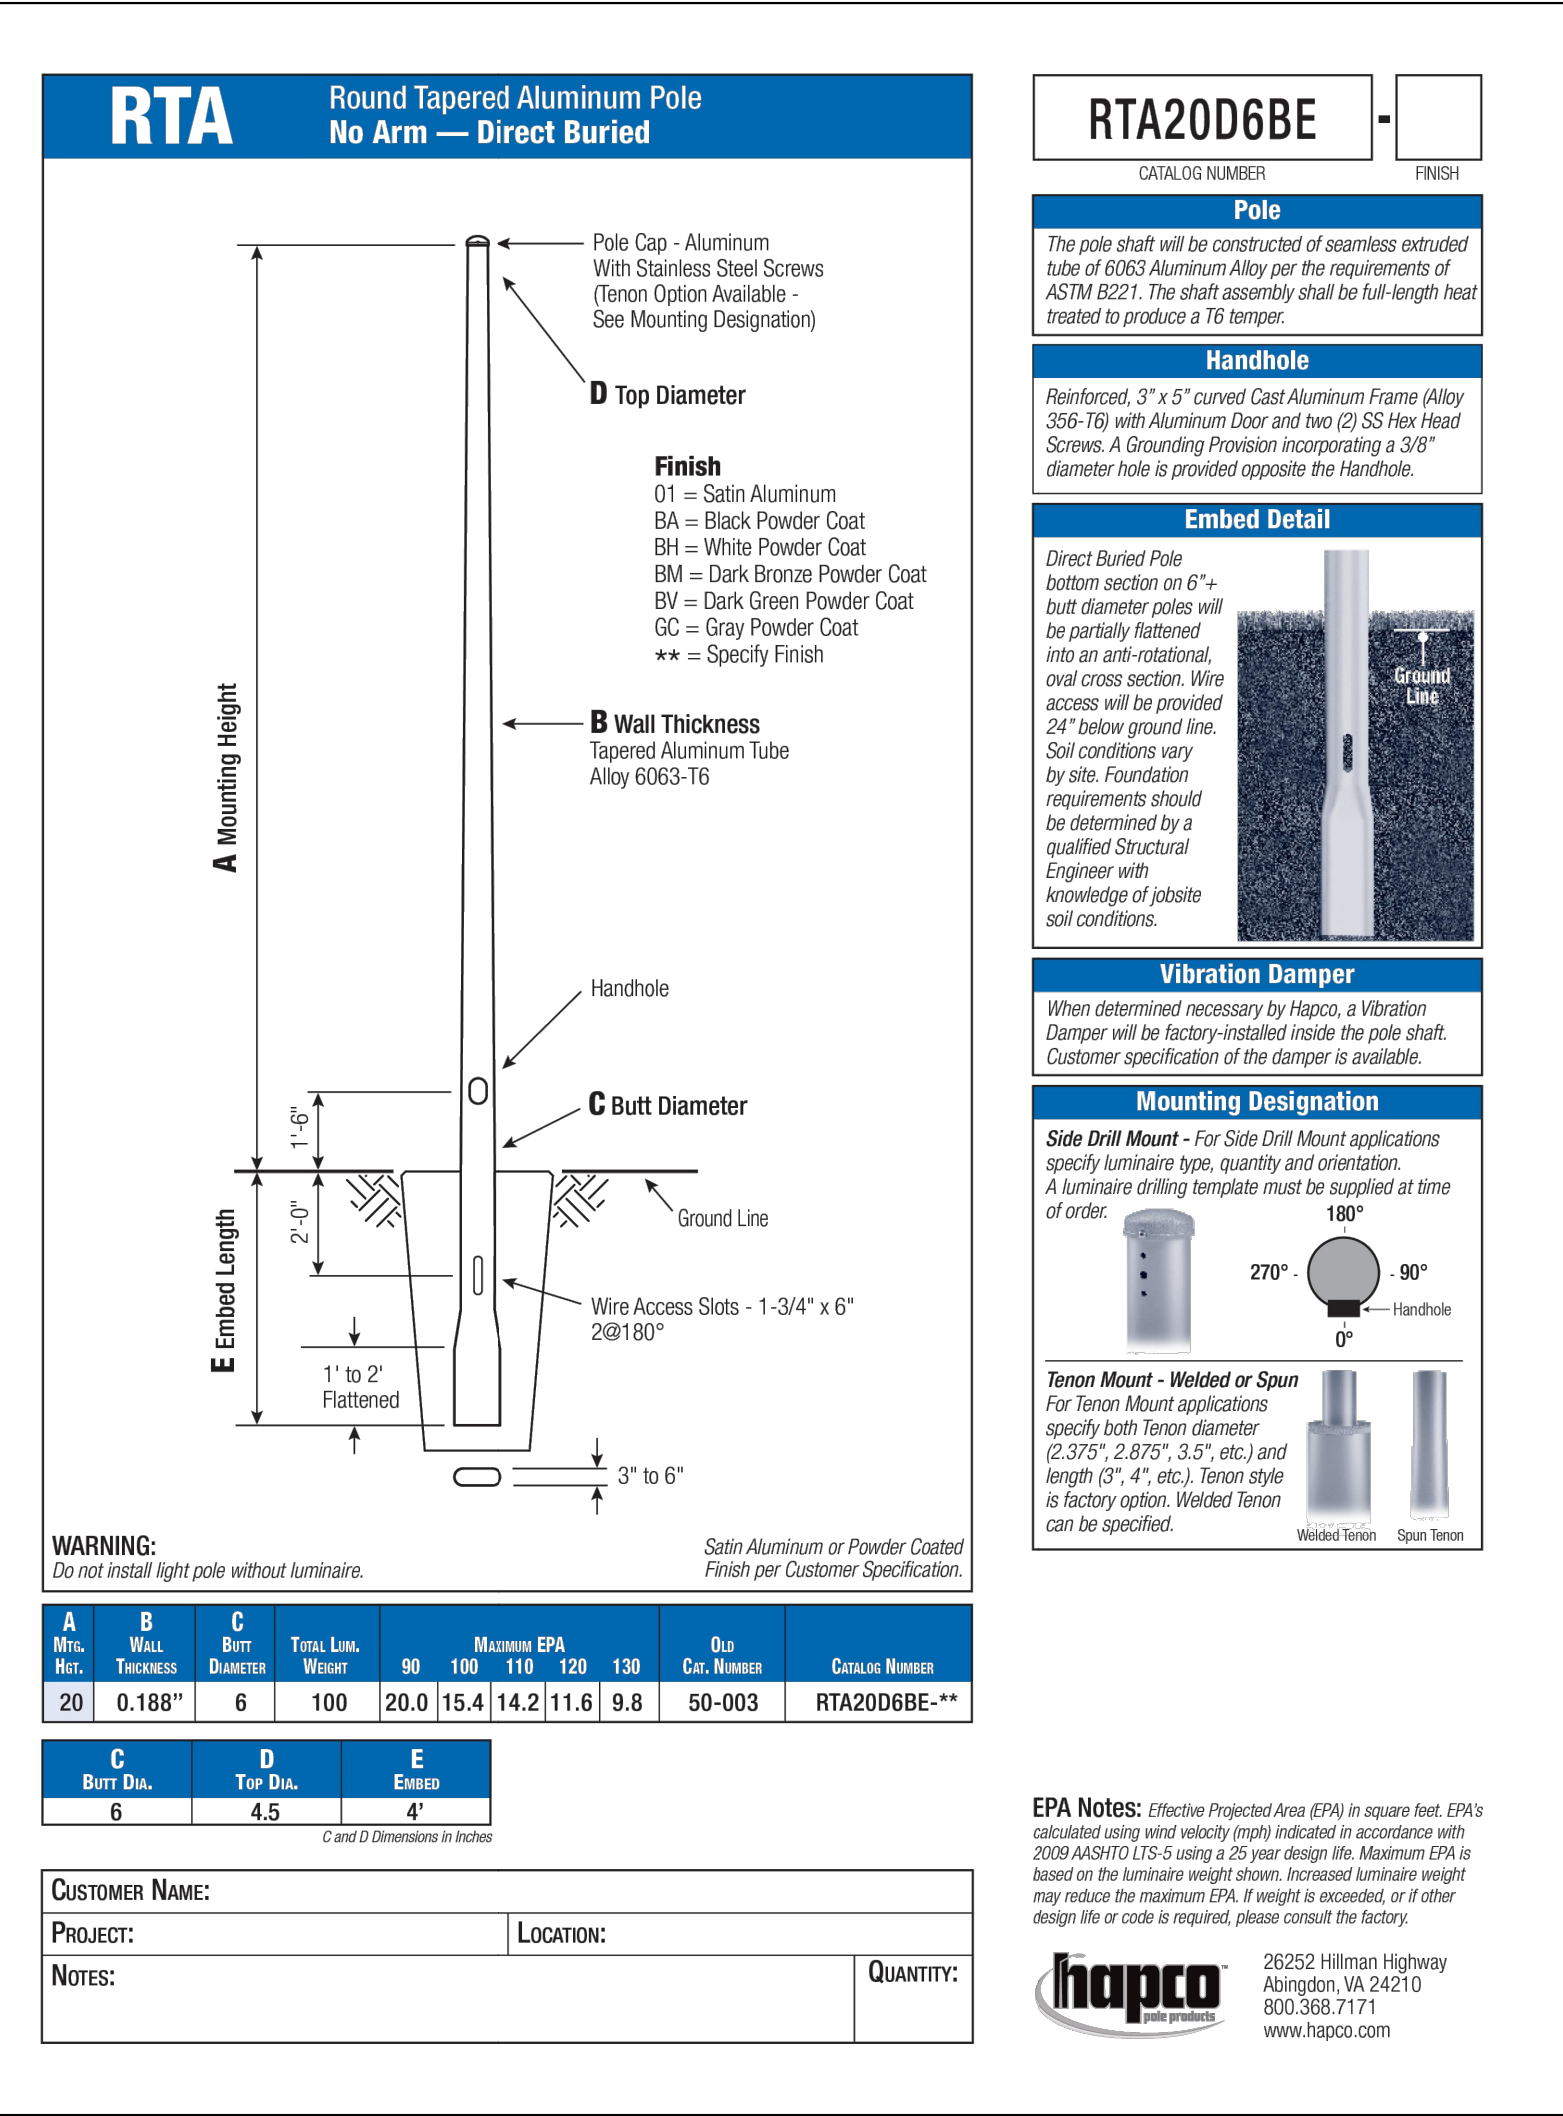 RTA
Round Tapered Aluminum Pole
No Arm — Direct Buried
Pole Cap - Aluminum
With Stainless Steel Screws
(Tenon Option Available -
See Mounting Designation)
D Top Diameter
Finish
01 = Satin Aluminum
BA = Black Powder Coat
BH = White Powder Coat
BM = Dark Bronze Powder Coat
BV = Dark Green Powder Coat
GC = Gray Powder Coat
** = Specify Finish
A Mounting Height
B Wall Thickness
Tapered Aluminum Tube
Alloy 6063-T6
Handhole
1'-6"
C Butt Diameter
2'-0"
Ground Line
E Embed Length
Wire Access Slots - 1-3/4" x 6"
2@180°
1' to 2'
Flattened
3" to 6"
WARNING:
Do not install light pole without luminaire.
Satin Aluminum or Powder Coated
Finish per Customer Specification.
RTA20D6BE -
CATALOG NUMBER FINISH
Pole
The pole shaft will be constructed of seamless extruded
tube of 6063 Aluminum Alloy per the requirements of
ASTM B221. The shaft assembly shall be full-length heat
treated to produce a T6 temper.
Handhole
Reinforced, 3” x 5” curved Cast Aluminum Frame (Alloy
356-T6) with Aluminum Door and two (2) SS Hex Head
Screws. A Grounding Provision incorporating a 3/8”
diameter hole is provided opposite the Handhole.
Embed Detail
Direct Buried Pole
bottom section on 6”+
butt diameter poles will
be partially flattened
into an anti-rotational,
oval cross section. Wire
access will be provided
24” below ground line.
Soil conditions vary
by site. Foundation
requirements should
be determined by a
qualified Structural
Engineer with
knowledge of jobsite
soil conditions.
Ground
Line
Vibration Damper
When determined necessary by Hapco, a Vibration
Damper will be factory-installed inside the pole shaft.
Customer specification of the damper is available.
Mounting Designation
Side Drill Mount - For Side Drill Mount applications
specify luminaire type, quantity and orientation.
A luminaire drilling template must be supplied at time
of order.
180°
270° - - 90°
Handhole
0°
Tenon Mount - Welded or Spun
For Tenon Mount applications
specify both Tenon diameter
(2.375", 2.875", 3.5", etc.) and
length (3", 4", etc.). Tenon style
is factory option. Welded Tenon
can be specified.
Welded Tenon Spun Tenon
A B C
MTG. HGT. WALL THICKNESS BUTT DIAMETER TOTAL LUM. WEIGHT MAXIMUM EPA OLD CAT. NUMBER CATALOG NUMBER
90 100 110 120 130
20 0.188” 6 100 20.0 15.4 14.2 11.6 9.8 50-003 RTA20D6BE-**
C D E
BUTT DIA. TOP DIA. EMBED
6 4.5 4’
C and D Dimensions in Inches
CUSTOMER NAME:
PROJECT: LOCATION:
NOTES: QUANTITY:
EPA Notes: Effective Projected Area (EPA) in square feet. EPA’s
calculated using wind velocity (mph) indicated in accordance with
2009 AASHTO LTS-5 using a 25 year design life. Maximum EPA is
based on the luminaire weight shown. Increased luminaire weight
may reduce the maximum EPA. If weight is exceeded, or if other
design life or code is required, please consult the factory.
hapco™
pole products
26252 Hillman Highway
Abingdon, VA 24210
800.368.7171
www.hapco.com